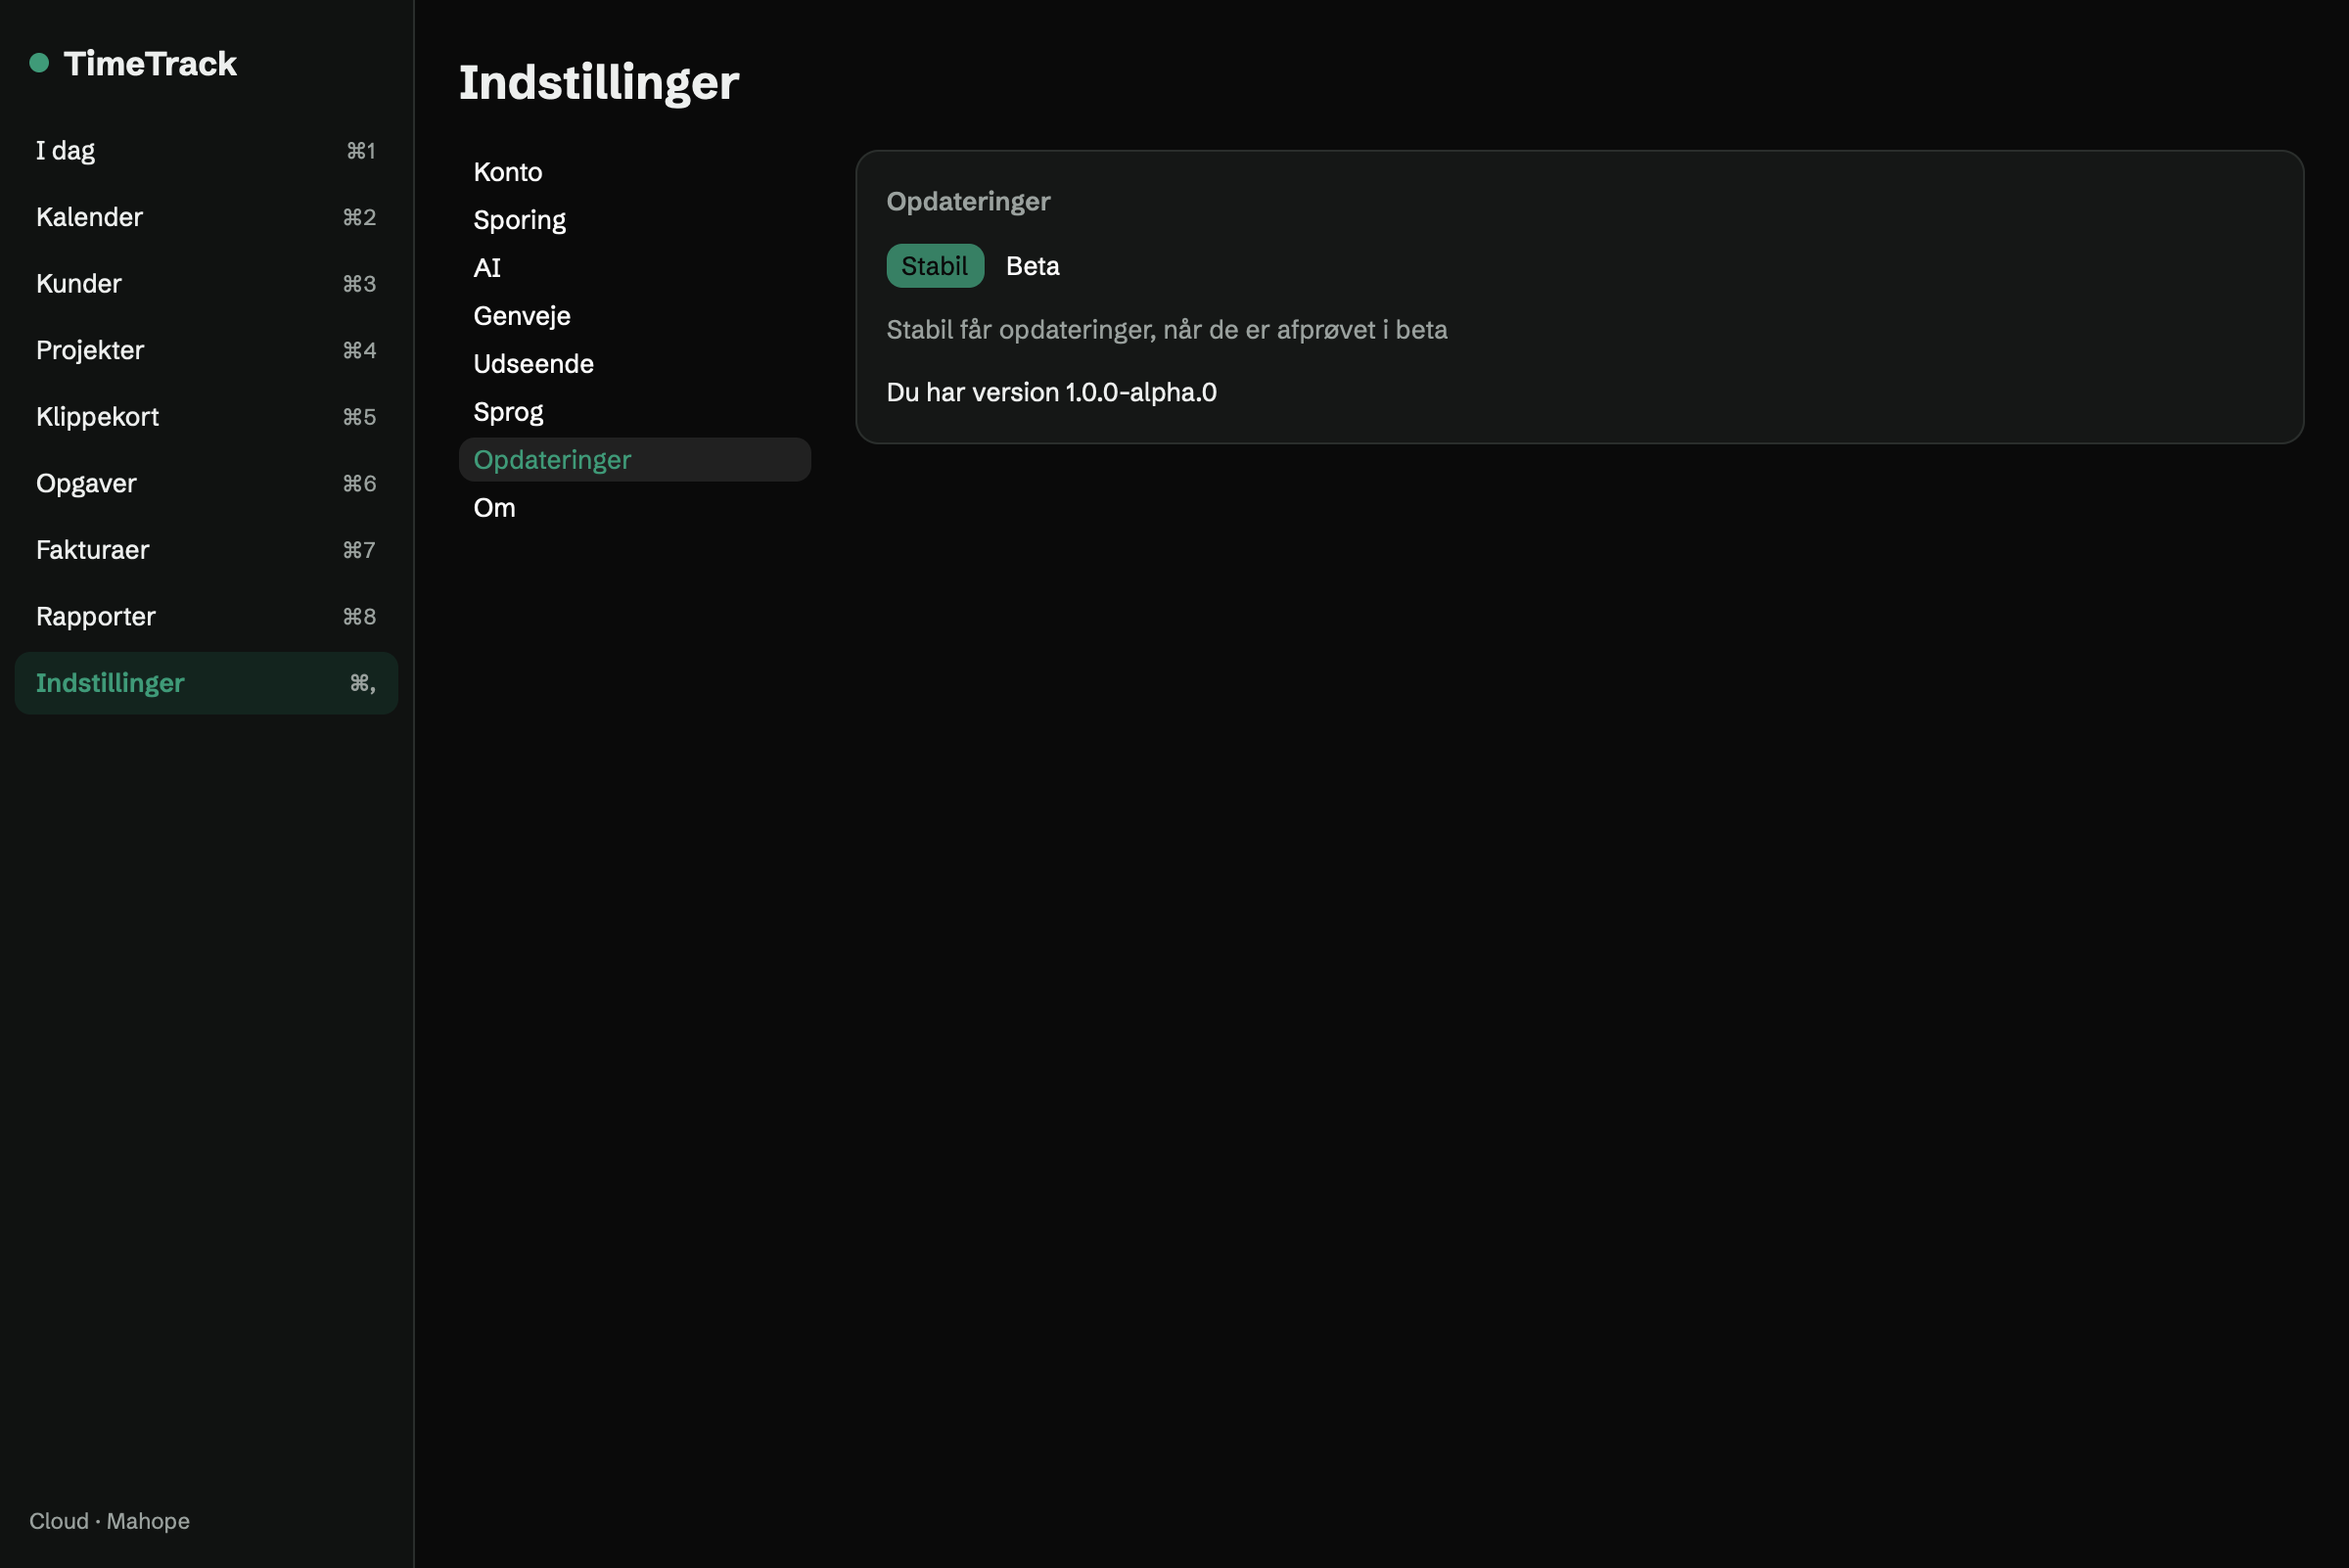 TimeTrack
I dag ⌘1
Kalender ⌘2
Kunder ⌘3
Projekter ⌘4
Klippekort ⌘5
Opgaver ⌘6
Fakturaer ⌘7
Rapporter ⌘8
Indstillinger ⌘,
Cloud · Mahope
Indstillinger
Konto
Sporing
AI
Genveje
Udseende
Sprog
Opdateringer
Om
Opdateringer
Stabil Beta
Stabil får opdateringer, når de er afprøvet i beta
Du har version 1.0.0-alpha.0